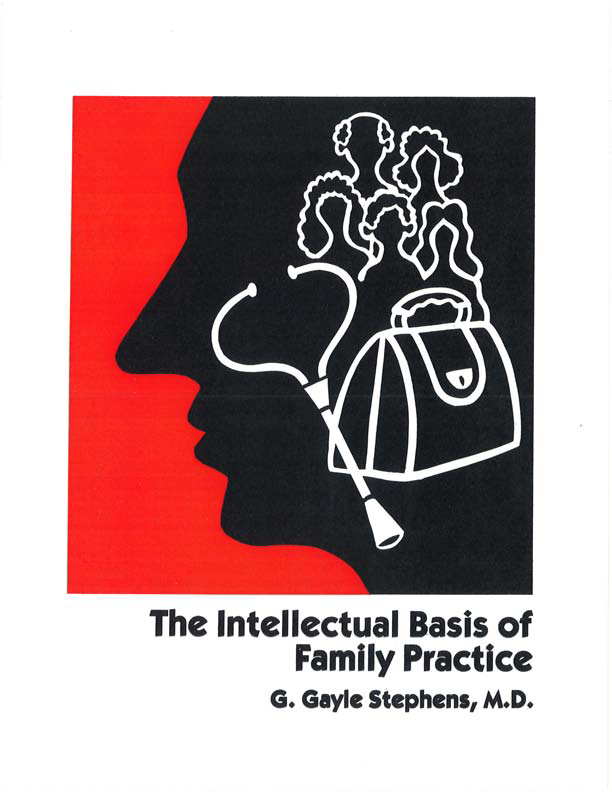 The Intellectual Basis of
Family Practice
G. Gayle Stephens, M.D.